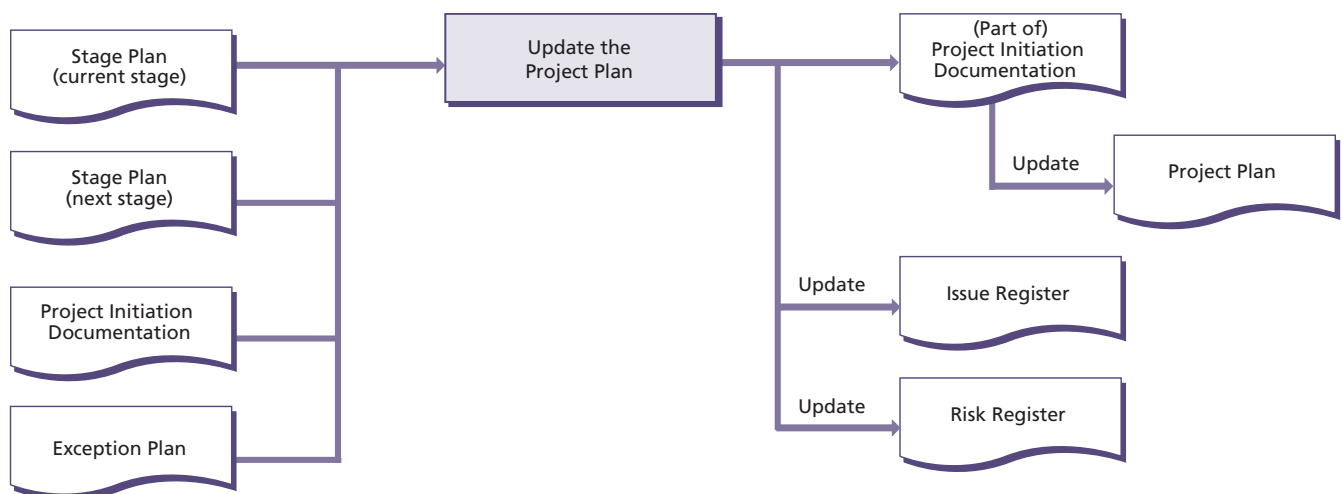 Stage Plan
(current stage)
Stage Plan
(next stage)
Project Initiation
Documentation
Exception Plan
Update the
Project Plan
(Part of)
Project Initiation
Documentation
Update
Project Plan
Update
Issue Register
Update
Risk Register